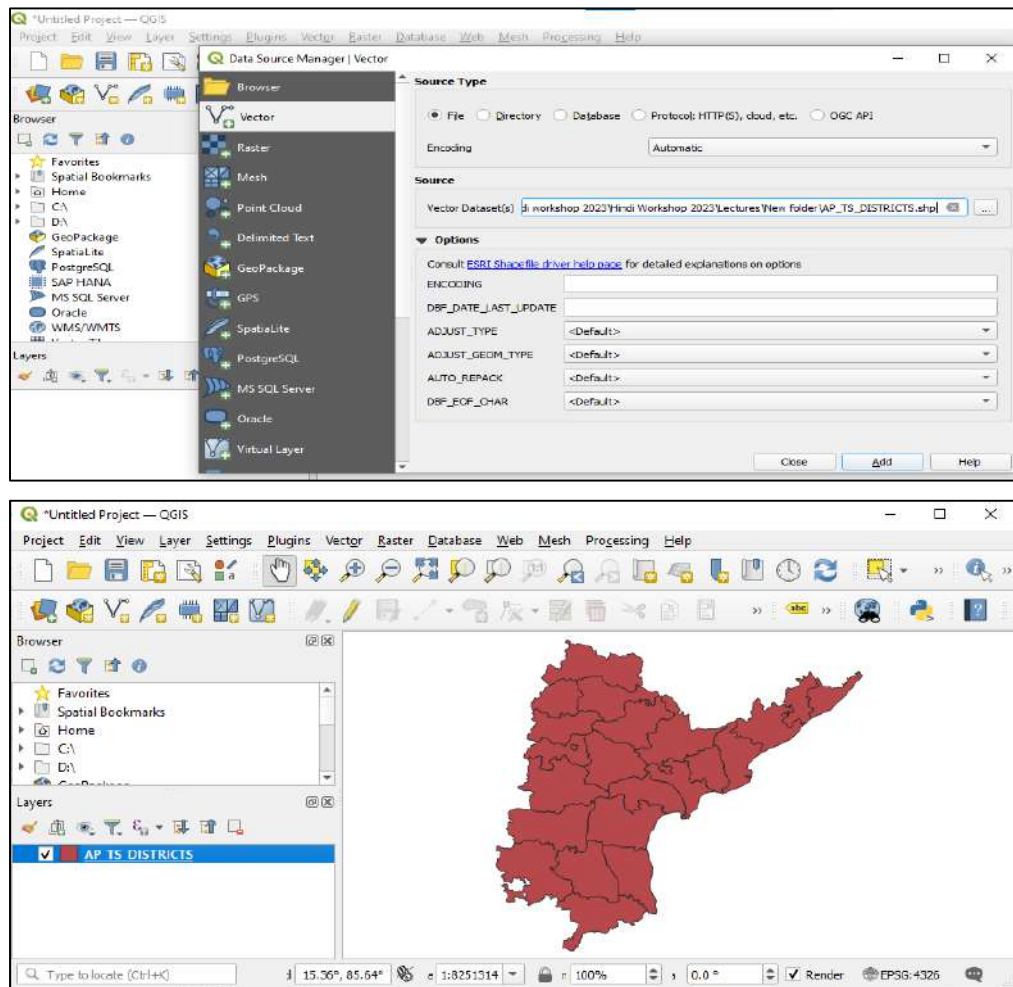 *Untitled Project — QGIS
Project Edit View Layer Settings Plugins Vector Raster Database Web Mesh Processing Help
Data Source Manager | Vector
Browser
Vector
Raster
Mesh
Point Cloud
Delimited Text
GeoPackage
GPS
SpatiaLite
PostgreSQL
MS SQL Server
Oracle
Virtual Layer
Browser
Favorites
Spatial Bookmarks
Home
C:\
D:\
GeoPackage
SpatiaLite
PostgreSQL
SAP HANA
MS SQL Server
Oracle
WMS/WMTS
Layers
Source Type
File Directory Database Protocol: HTTP(S), cloud, etc. OGC API
Encoding Automatic
Source
Vector Dataset(s) di workshop 2023\Hindi Workshop 2023\Lectures\New folder\AP_TS_DISTRICTS.shp ...
Options
Consult ESRI Shapefile driver help page for detailed explanations on options
ENCODING
DBF_DATE_LAST_UPDATE
ADJUST_TYPE <Default>
ADJUST_GEOM_TYPE <Default>
AUTO_REPACK <Default>
DBF_EOF_CHAR <Default>
Close Add Help
*Untitled Project — QGIS
Project Edit View Layer Settings Plugins Vector Raster Database Web Mesh Processing Help
abc
Browser
Favorites
Spatial Bookmarks
Home
C:\
D:\
Layers
AP_TS_DISTRICTS
Type to locate (Ctrl+K) 15.36°, 85.64° 1:8251314 100% 0.0 ° Render EPSG:4326